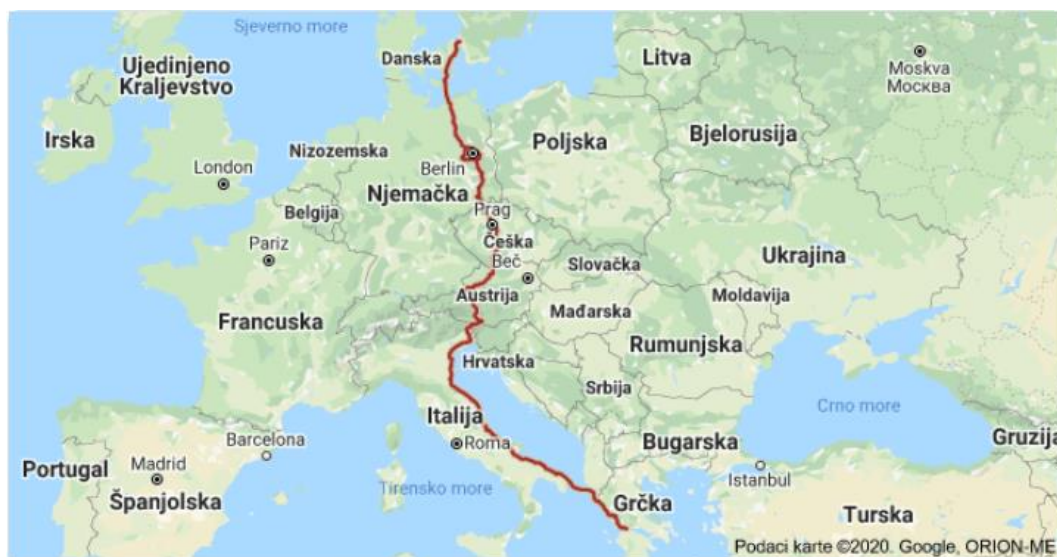 Sjeverno more
Danska
Litva
Moskva
Москва
Ujedinjeno
Kraljevstvo
Irska
Bjelorusija
Nizozemska
Poljska
London
Berlin
Njemačka
Belgija
Prag
Pariz
Češka
Ukrajina
Beč
Slovačka
Austrija
Moldavija
Mađarska
Francuska
Rumunjska
Hrvatska
Srbija
Crno more
Italija
Barcelona
Roma
Bugarska
Gruzija
Portugal
Madrid
Istanbul
Španjolska
Tirensko more
Grčka
Turska
Podaci karte ©2020. Google, ORION-ME